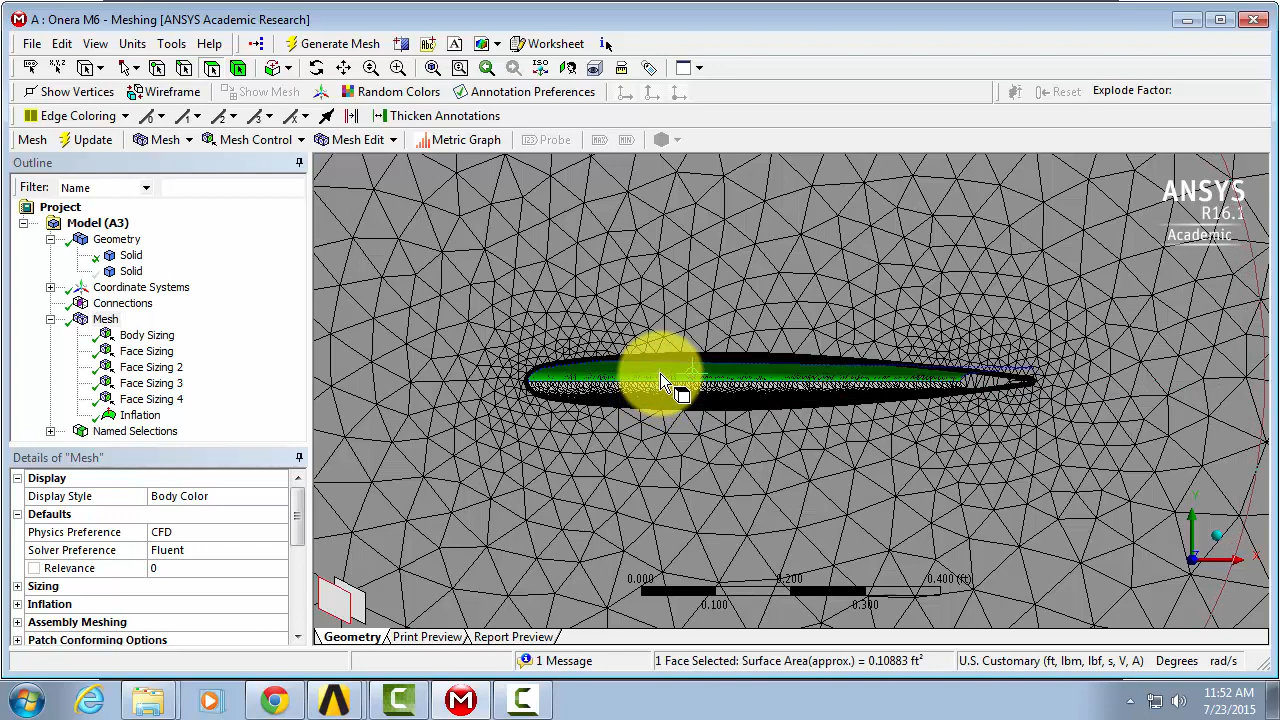 A : Onera M6 - Meshing [ANSYS Academic Research]
File Edit View Units Tools Help Generate Mesh Worksheet
Show Vertices Wireframe Show Mesh Random Colors Annotation Preferences Reset Explode Factor:
Edge Coloring Thicken Annotations
Mesh Update Mesh Mesh Control Mesh Edit Metric Graph Probe
Outline
Filter: Name
Project
Model (A3)
Geometry
Solid
Solid
Coordinate Systems
Connections
Mesh
Body Sizing
Face Sizing
Face Sizing 2
Face Sizing 3
Face Sizing 4
Inflation
Named Selections
Details of "Mesh"
Display
Display Style Body Color
Defaults
Physics Preference CFD
Solver Preference Fluent
Relevance 0
Sizing
Inflation
Assembly Meshing
Patch Conforming Options
ANSYS
R16.1
Academic
Y
X
Z
0.000 0.200 0.400 (ft)
0.100 0.300
Geometry Print Preview Report Preview
1 Message 1 Face Selected: Surface Area(approx.) = 0.10883 ft² U.S. Customary (ft, lbm, lbf, s, V, A) Degrees rad/s
11:52 AM
7/23/2015